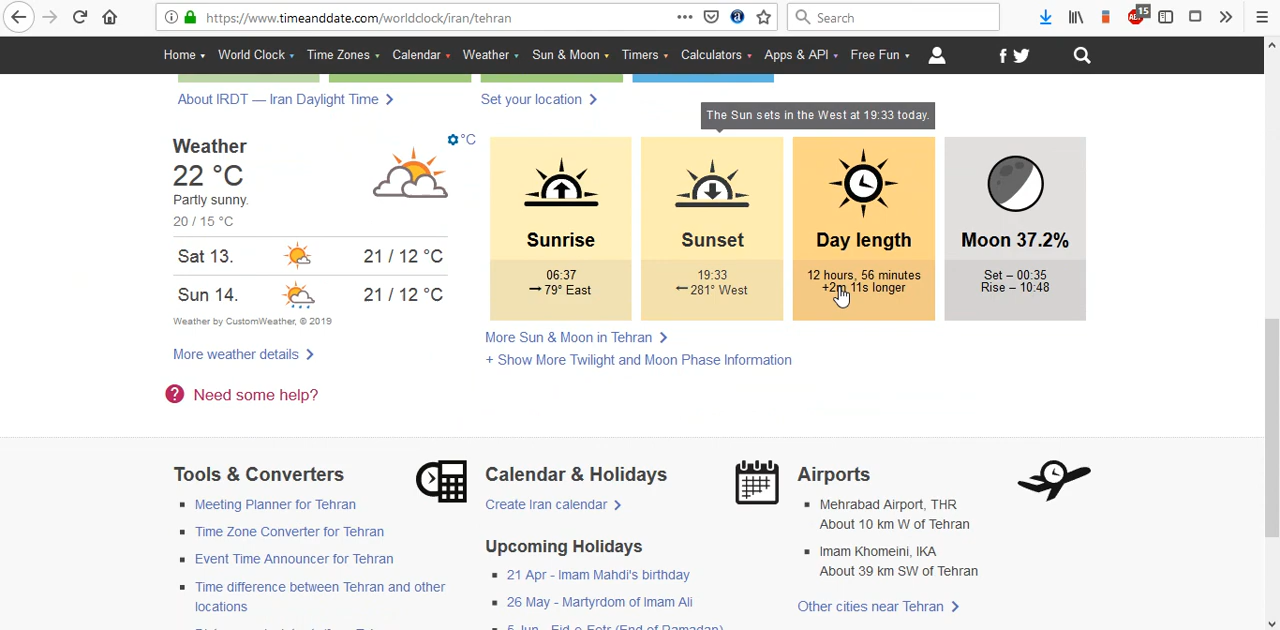 https://www.timeanddate.com/worldclock/iran/tehran
Search
15
Home World Clock Time Zones Calendar Weather Sun & Moon Timers Calculators Apps & API Free Fun
About IRDT — Iran Daylight Time
Set your location
The Sun sets in the West at 19:33 today.
Weather
°C
22 °C
Partly sunny.
20 / 15 °C
Sat 13. 21 / 12 °C
Sun 14. 21 / 12 °C
Weather by CustomWeather, © 2019
More weather details
Need some help?
Sunrise
06:37
→ 79° East
Sunset
19:33
← 281° West
Day length
12 hours, 56 minutes
+2m 11s longer
Moon 37.2%
Set – 00:35
Rise – 10:48
More Sun & Moon in Tehran
+ Show More Twilight and Moon Phase Information
Tools & Converters
Meeting Planner for Tehran
Time Zone Converter for Tehran
Event Time Announcer for Tehran
Time difference between Tehran and other
locations
Calendar & Holidays
Create Iran calendar
Upcoming Holidays
21 Apr - Imam Mahdi's birthday
26 May - Martyrdom of Imam Ali
5 Jun - Eid-e-Fetr (End of Ramadan)
Airports
Mehrabad Airport, THR
About 10 km W of Tehran
Imam Khomeini, IKA
About 39 km SW of Tehran
Other cities near Tehran